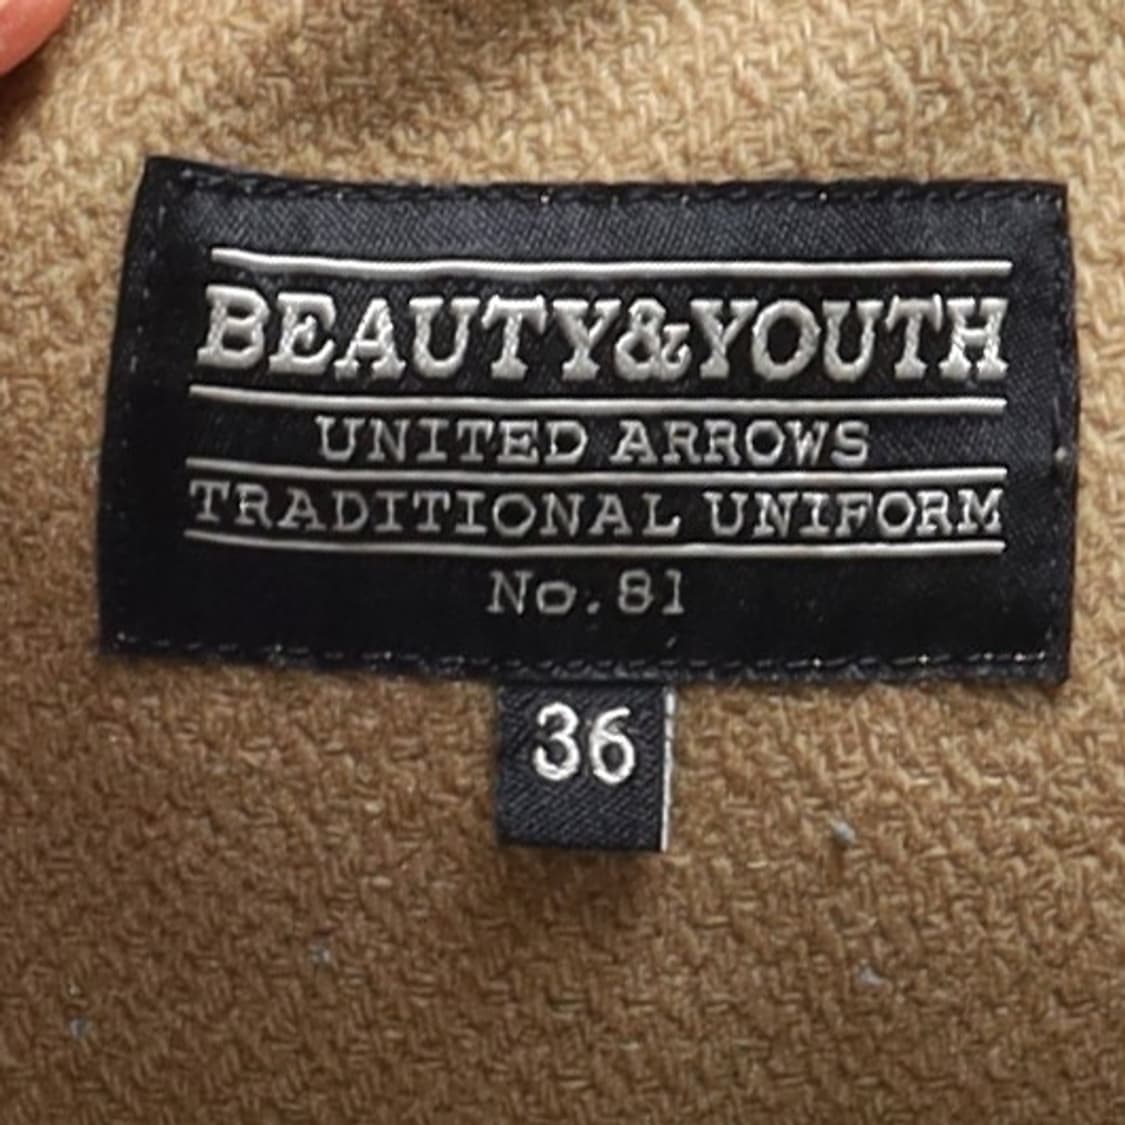 BEAUTY&YOUTH
UNITED ARROWS
TRADITIONAL UNIFORM
No.81
36